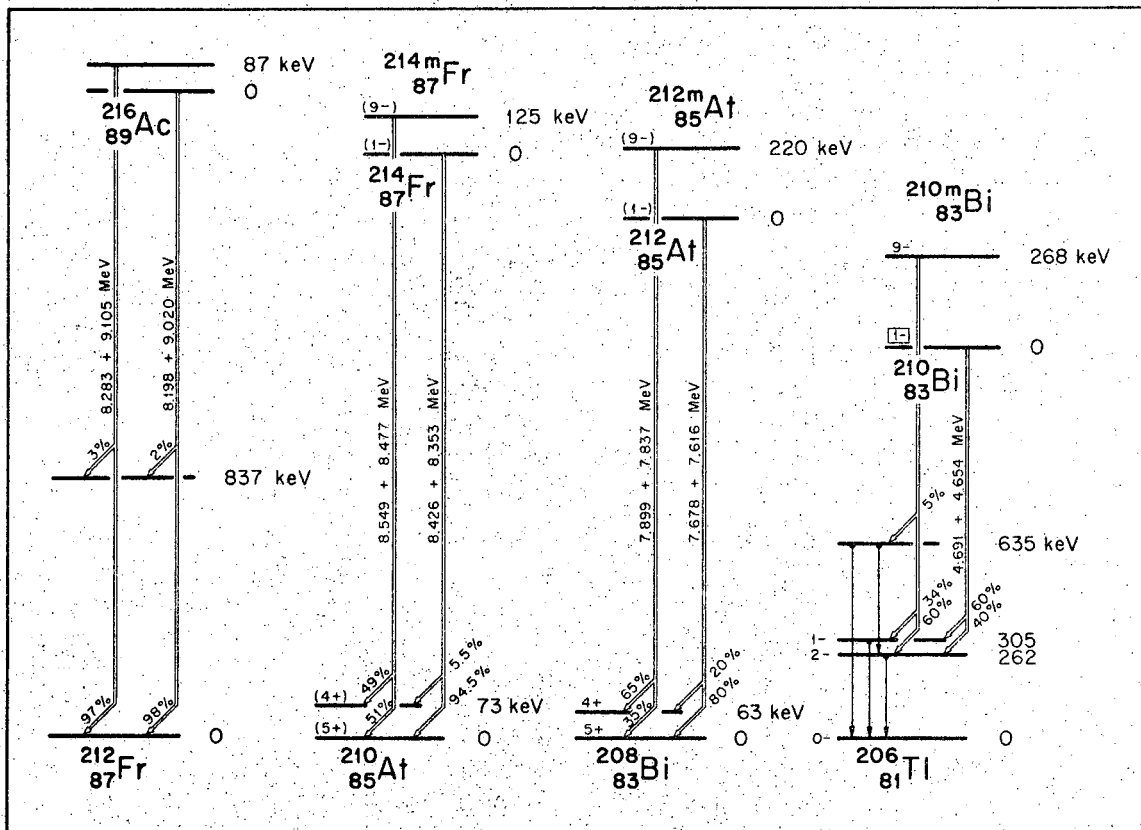 87 keV
0
216
89Ac
8.283 + 9.105 MeV
8.198 + 9.020 MeV
3%
2%
837 keV
97%
98%
0
212
87Fr
214m
87Fr
(9-)
125 keV
(1-)
0
214
87Fr
8.549 + 8.477 MeV
8.426 + 8.353 MeV
49%
5.5%
51%
94.5%
(4+)
73 keV
(5+)
0
210
85At
212m
85At
(9-)
220 keV
(1-)
0
212
85At
7.899 + 7.837 MeV
7.678 + 7.616 MeV
65%
20%
35%
80%
4+
63 keV
5+
0
208
83Bi
210m
83Bi
9-
268 keV
1-
0
210
83Bi
4.691 + 4.654 MeV
5%
635 keV
34%
60%
60%
40%
1-
305
2-
262
0-
0
206
81Tl